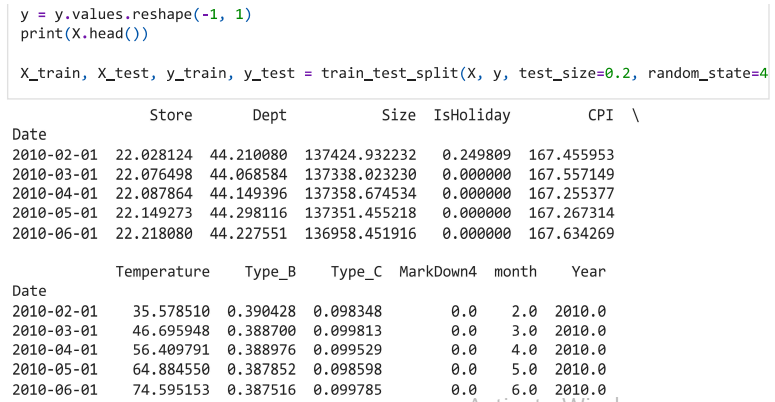 y = y.values.reshape(-1, 1)
print(X.head())
X_train, X_test, y_train, y_test = train_test_split(X, y, test_size=0.2, random_state=4
Store Dept Size IsHoliday CPI \
Date
2010-02-01 22.028124 44.210080 137424.932232 0.249809 167.455953
2010-03-01 22.076498 44.068584 137338.023230 0.000000 167.557149
2010-04-01 22.087864 44.149396 137358.674534 0.000000 167.255377
2010-05-01 22.149273 44.298116 137351.455218 0.000000 167.267314
2010-06-01 22.218080 44.227551 136958.451916 0.000000 167.634269
Temperature Type_B Type_C MarkDown4 month Year
Date
2010-02-01 35.578510 0.390428 0.098348 0.0 2.0 2010.0
2010-03-01 46.695948 0.388700 0.099813 0.0 3.0 2010.0
2010-04-01 56.409791 0.388976 0.099529 0.0 4.0 2010.0
2010-05-01 64.884550 0.387852 0.098598 0.0 5.0 2010.0
2010-06-01 74.595153 0.387516 0.099785 0.0 6.0 2010.0